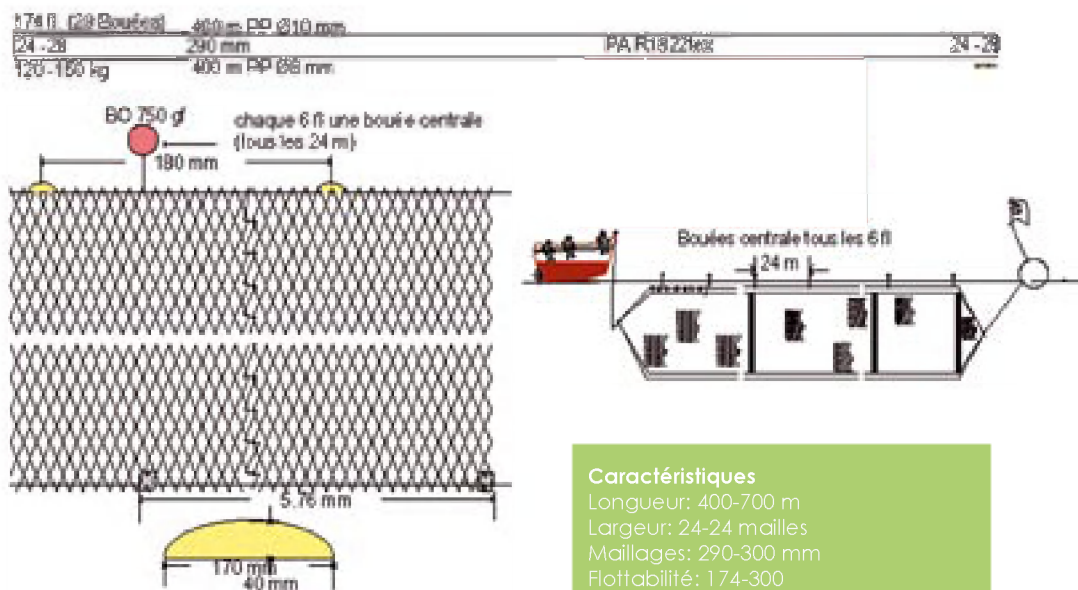 174 fl. (29 Bouées) 400 m PP Ø10 mm
24 -28 290 mm PA R1822tex 24 -28
120 -150 kg 400 m PP Ø8 mm
BO 750 gf
chaque 6 fl une bouée centrale
(tous les 24 m)
180 mm
Bouées centrale tous les 6 fl
24 m
5.76 mm
170 mm
40 mm
Caractéristiques
Longueur: 400-700 m
Largeur: 24-24 mailles
Maillages: 290-300 mm
Flottabilité: 174-300